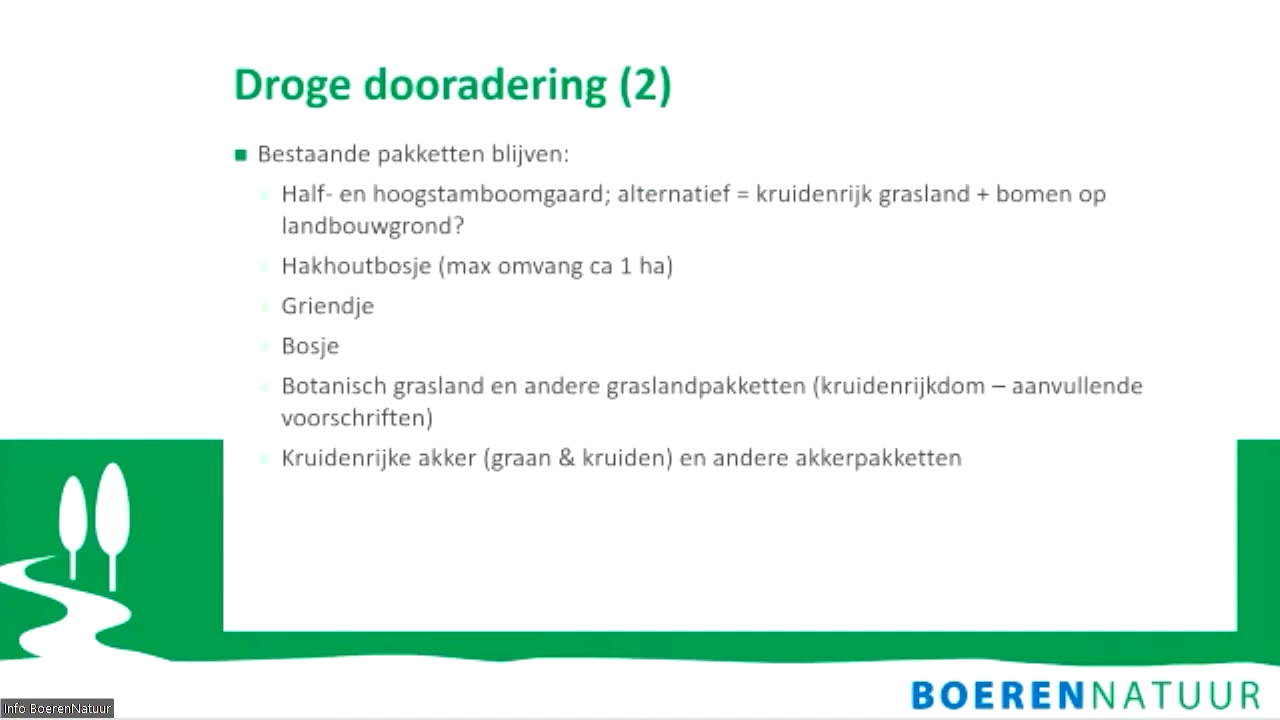 Droge dooradering (2)
Bestaande pakketten blijven:
Half- en hoogstamboomgaard; alternatief = kruidenrijk grasland + bomen op
landbouwgrond?
Hakhoutbosje (max omvang ca 1 ha)
Griendje
Bosje
Botanisch grasland en andere graslandpakketten (kruidenrijkdom – aanvullende
voorschriften)
Kruidenrijke akker (graan & kruiden) en andere akkerpakketten
BOERENNATUUR
Info BoerenNatuur